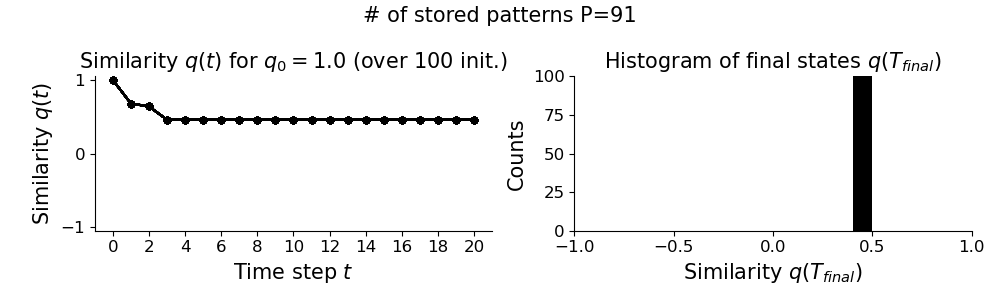 # of stored patterns P=91
Similarity q(t) for q₀ = 1.0 (over 100 init.)
1
0
−1
Similarity q(t)
0 2 4 6 8 10 12 14 16 18 20
Time step t
Histogram of final states q(T_final)
100
75
50
25
0
Counts
−1.0 −0.5 0.0 0.5 1.0
Similarity q(T_final)